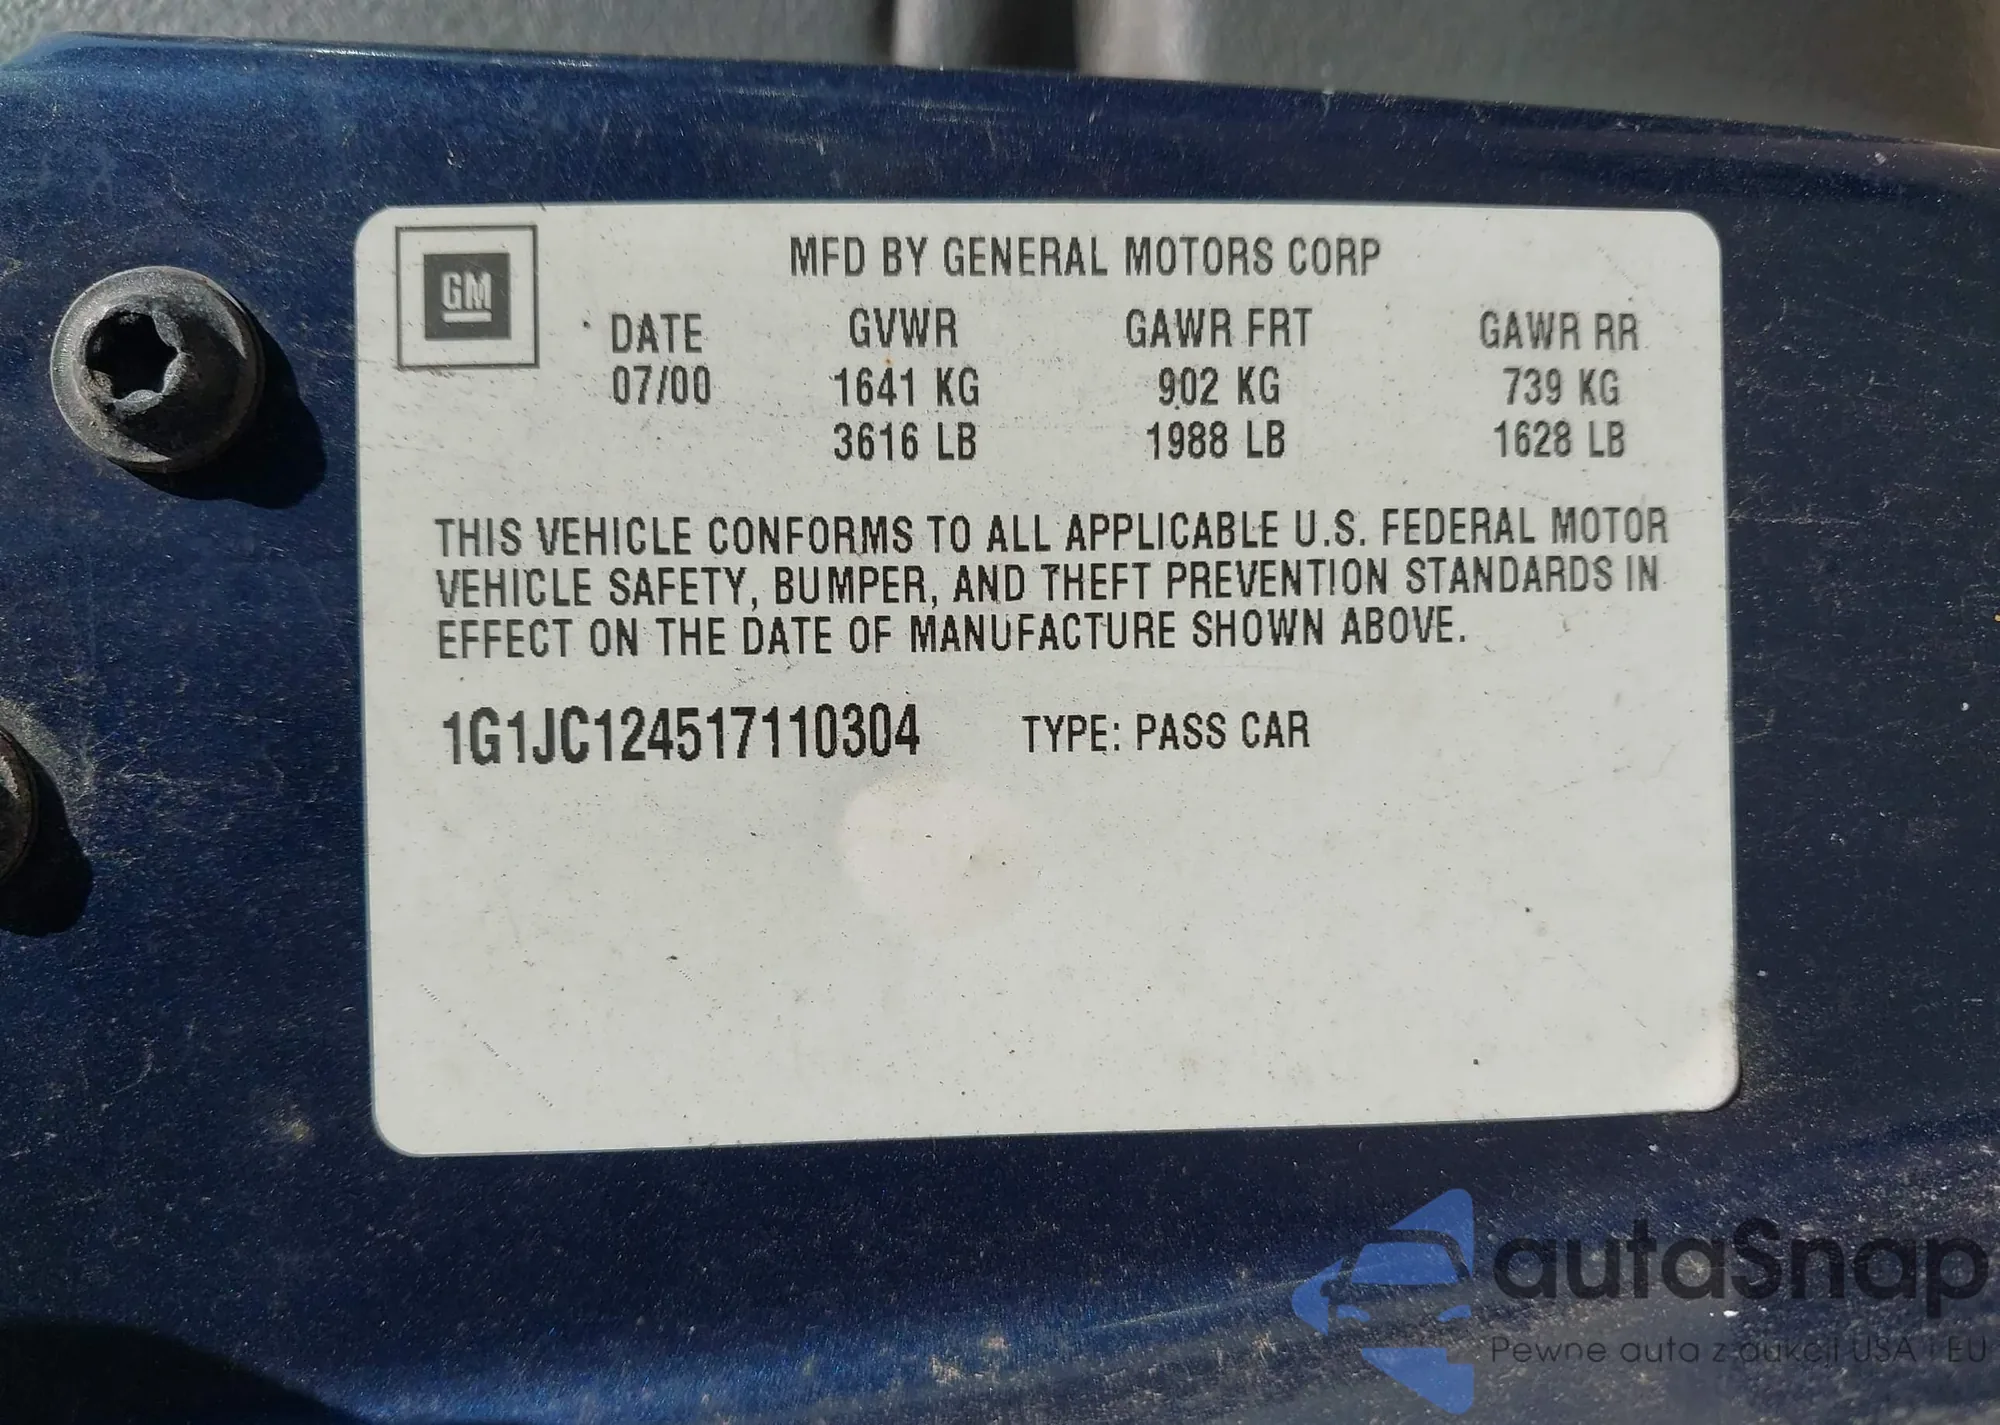 GM
MFD BY GENERAL MOTORS CORP
DATE GVWR GAWR FRT GAWR RR
07/00 1641 KG 902 KG 739 KG
3616 LB 1988 LB 1628 LB
THIS VEHICLE CONFORMS TO ALL APPLICABLE U.S. FEDERAL MOTOR
VEHICLE SAFETY, BUMPER, AND THEFT PREVENTION STANDARDS IN
EFFECT ON THE DATE OF MANUFACTURE SHOWN ABOVE.
1G1JC124517110304 TYPE: PASS CAR
autaSnap
Pewne auta z aukcji USA i EU